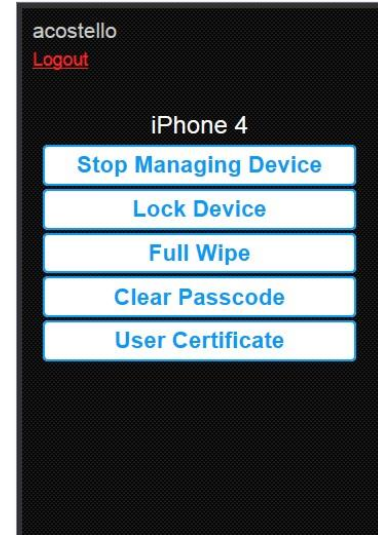 acostello
Logout
iPhone 4
Stop Managing Device
Lock Device
Full Wipe
Clear Passcode
User Certificate